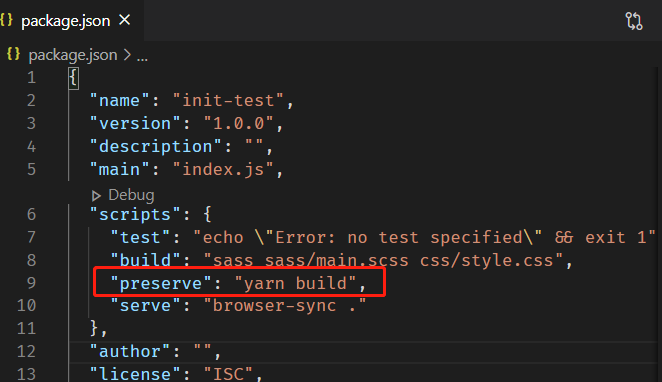 package.json ×
{} package.json > ...
1 {
2 "name": "init-test",
3 "version": "1.0.0",
4 "description": "",
5 "main": "index.js",
Debug
6 "scripts": {
7 "test": "echo \"Error: no test specified\" && exit 1"
8 "build": "sass sass/main.scss css/style.css",
9 "preserve": "yarn build",
10 "serve": "browser-sync ."
11 },
12 "author": "",
13 "license": "ISC",